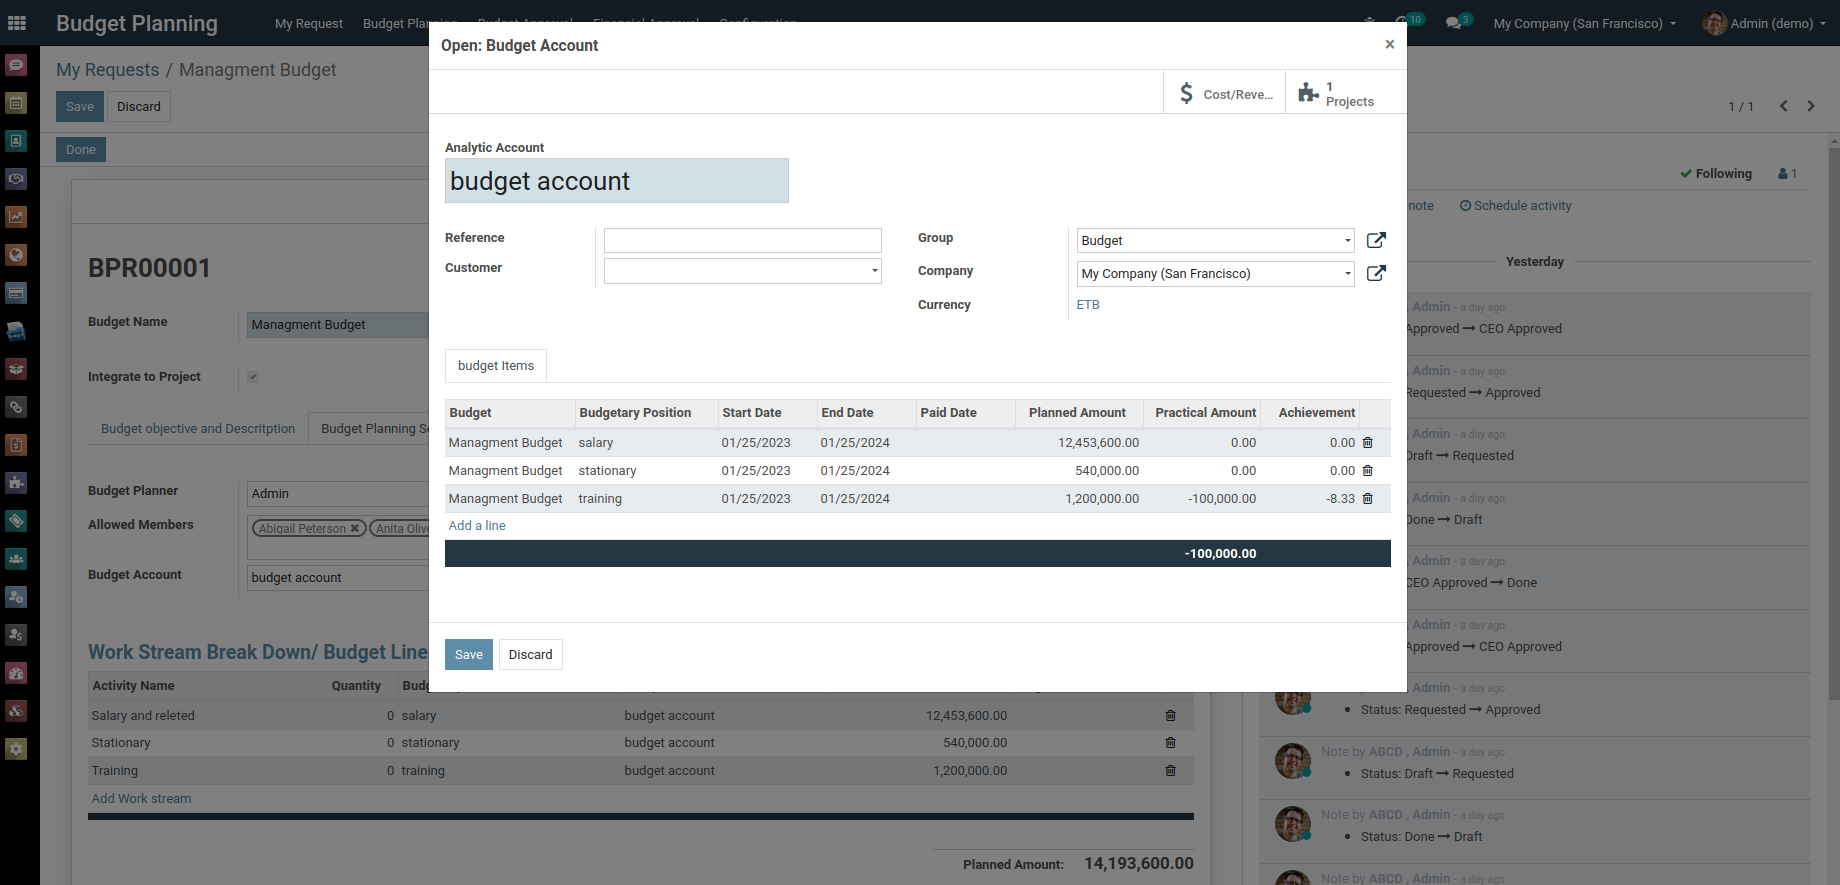 Budget Planning
My Request
Budget Planning
Budget Approval
Financial Approval
Configuration
10
3
My Company (San Francisco)
Admin (demo)
My Requests / Managment Budget
Save
Discard
1 / 1
Done
Open: Budget Account
×
Cost/Reve...
1
Projects
Analytic Account
budget account
Reference
Customer
Group
Budget
Company
My Company (San Francisco)
Currency
ETB
budget Items
Budget Budgetary Position Start Date End Date Paid Date Planned Amount Practical Amount Achievement
Managment Budget salary 01/25/2023 01/25/2024 12,453,600.00 0.00 0.00
Managment Budget stationary 01/25/2023 01/25/2024 540,000.00 0.00 0.00
Managment Budget training 01/25/2023 01/25/2024 1,200,000.00 -100,000.00 -8.33
Add a line
-100,000.00
Save
Discard
BPR00001
Budget Name
Managment Budget
Integrate to Project
Budget objective and Descritption
Budget Planning
Budget Planner
Admin
Allowed Members
Abigail Peterson ✖
Anita
Budget Account
budget account
Work Stream Break Down/ Budget Line
Activity Name Quantity
Salary and releted 0 salary budget account 12,453,600.00
Stationary 0 stationary budget account 540,000.00
Training 0 training budget account 1,200,000.00
Add Work stream
Planned Amount: 14,193,600.00
Following
1
note
Schedule activity
Yesterday
, Admin - a day ago
Approved → CEO Approved
, Admin - a day ago
Requested → Approved
, Admin - a day ago
Draft → Requested
, Admin - a day ago
Done → Draft
, Admin - a day ago
CEO Approved → Done
, Admin - a day ago
Approved → CEO Approved
, Admin - a day ago
• Status: Requested → Approved
Note by ABCD , Admin - a day ago
• Status: Draft → Requested
Note by ABCD , Admin - a day ago
• Status: Done → Draft
Note by ABCD , Admin - a day ago